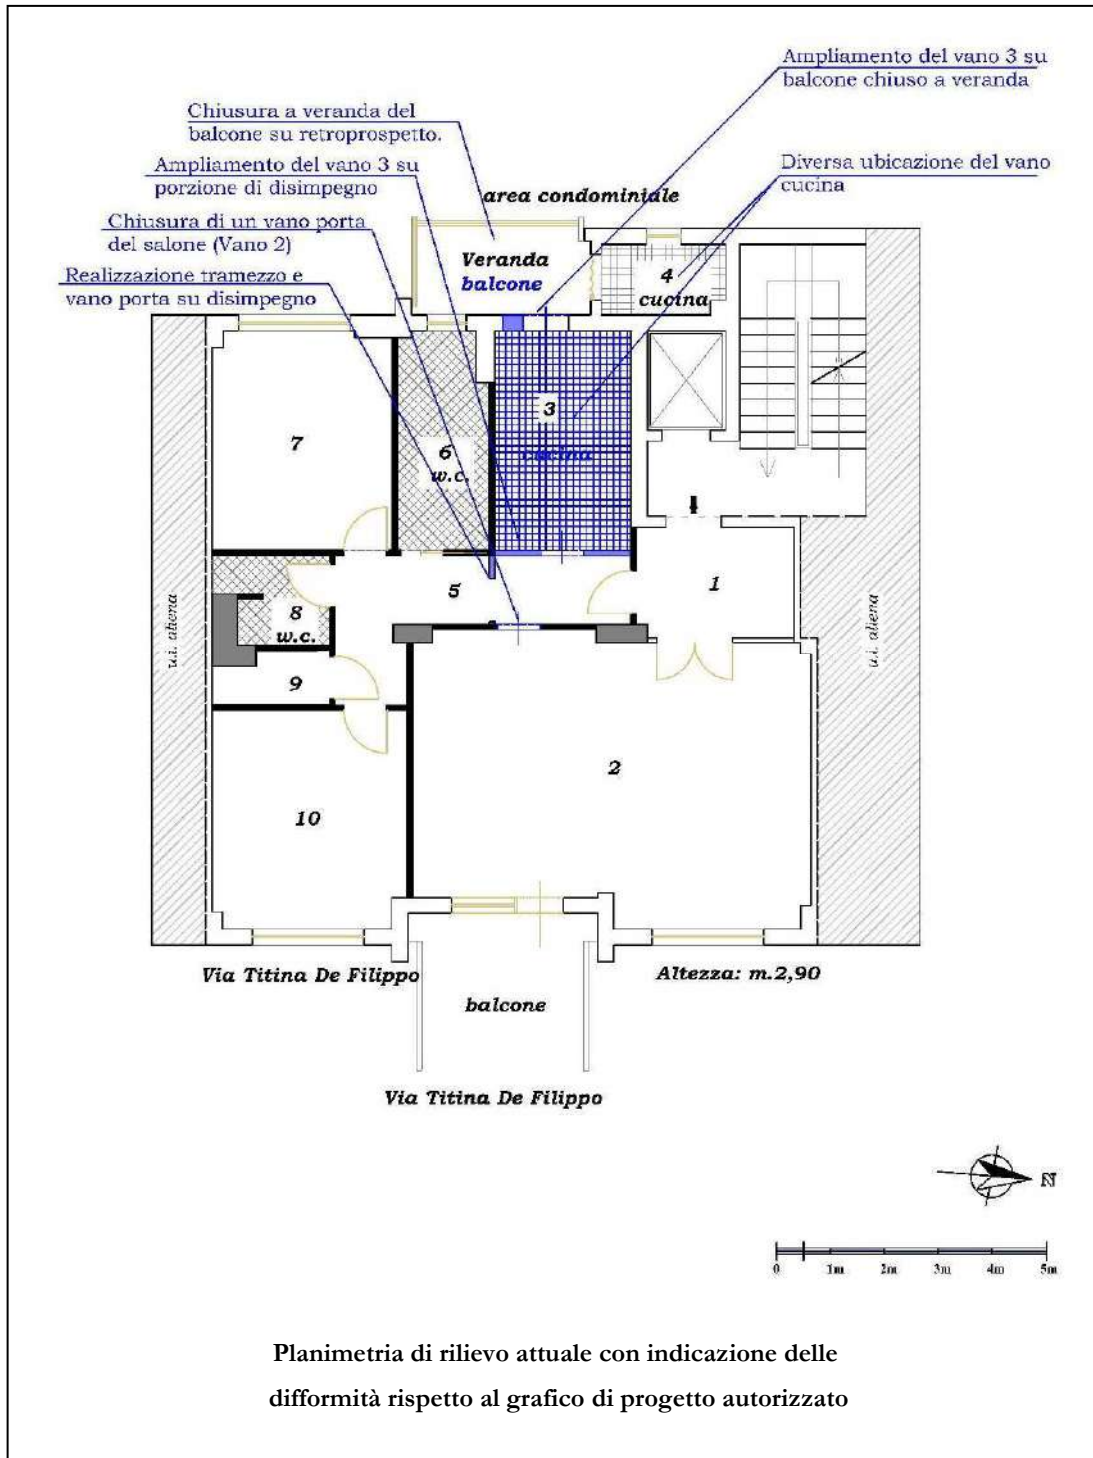 Ampliamento del vano 3 su
balcone chiuso a veranda
Chiusura a veranda del
balcone su retroprospetto.
Ampliamento del vano 3 su
porzione di disimpegno
Diversa ubicazione del vano
cucina
area condominiale
Chiusura di un vano porta
del salone (Vano 2)
Realizzazione tramezzo e
vano porta su disimpegno
Veranda
balcone
4
cucina
3
cucina
7
6
w.c.
5
1
8
w.c.
9
u.i. aliena
u.i. aliena
2
10
Via Titina De Filippo
Altezza: m.2,90
balcone
Via Titina De Filippo
N
0 1m 2m 3m 4m 5m
Planimetria di rilievo attuale con indicazione delle
difformità rispetto al grafico di progetto autorizzato